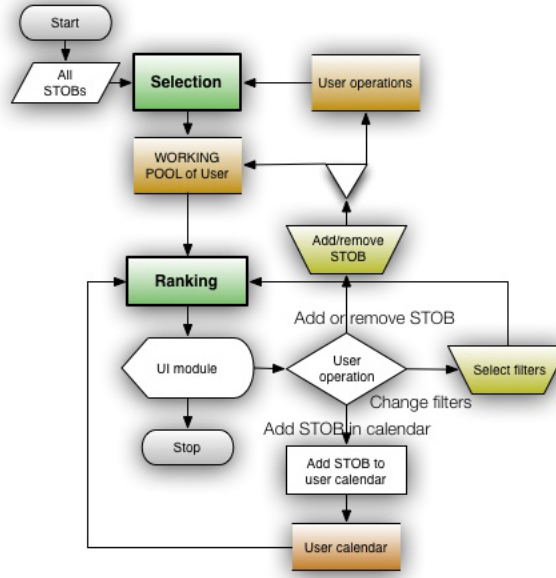 Start
All
STOBs
Selection
User operations
WORKING
POOL of User
Add/remove
STOB
Ranking
Add or remove STOB
UI module
User
operation
Select filters
Change filters
Add STOB in calendar
Stop
Add STOB to
user calendar
User calendar